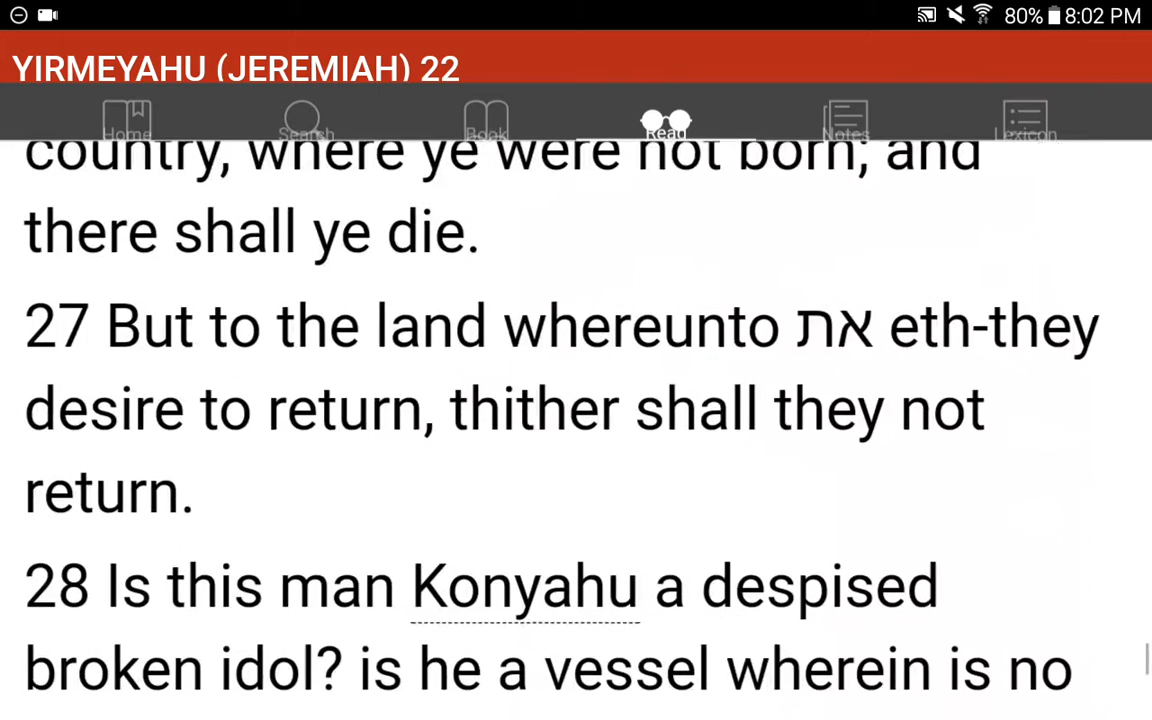 80% 8:02 PM
YIRMEYAHU (JEREMIAH) 22
Home Search Book Read Notes Lexicon
country, where ye were not born; and
there shall ye die.
27 But to the land whereunto את eth-they
desire to return, thither shall they not
return.
28 Is this man Konyahu a despised
broken idol? is he a vessel wherein is no